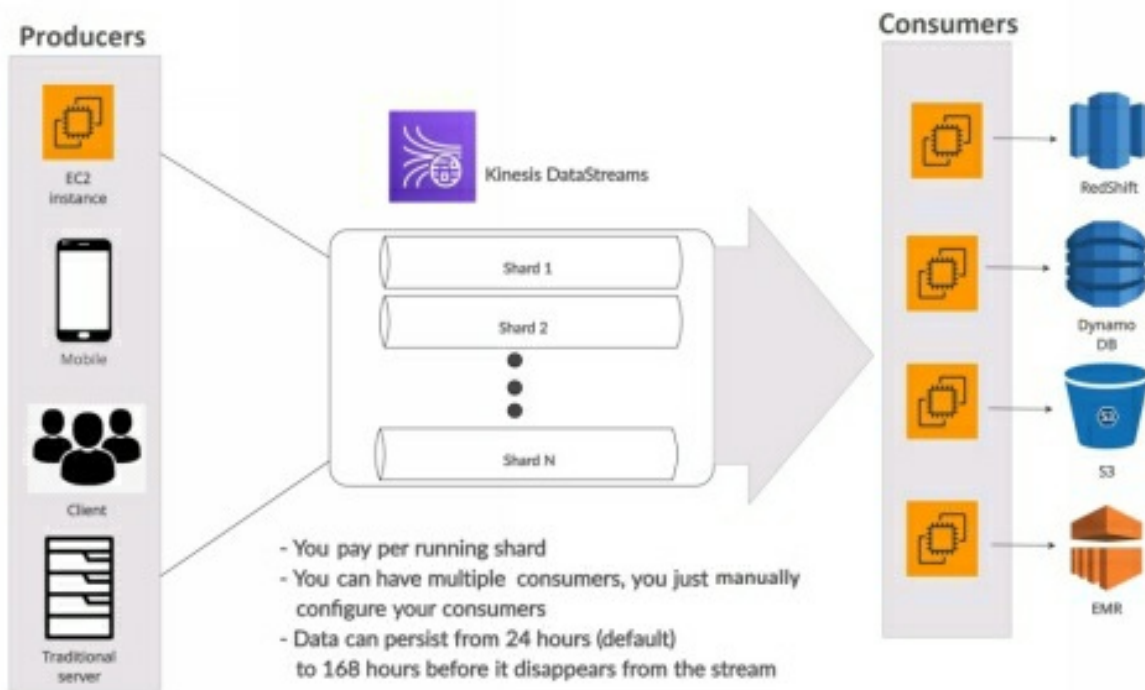 Producers
EC2
instance
Mobile
Client
Traditional
server
Kinesis DataStreams
Shard 1
Shard 2
Shard N
- You pay per running shard
- You can have multiple consumers, you just manually
configure your consumers
- Data can persist from 24 hours (default)
to 168 hours before it disappears from the stream
Consumers
RedShift
Dynamo
DB
S3
S3
EMR